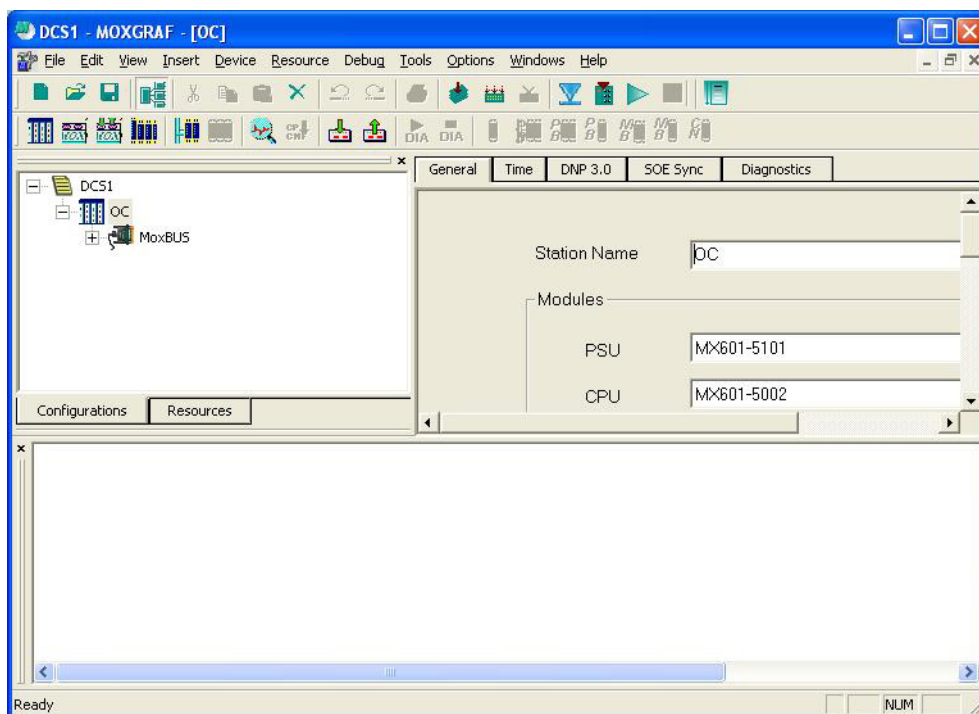 DCS1 - MOXGRAF - [OC]
File Edit View Insert Device Resource Debug Tools Options Windows Help
DIA DIA
DCS1
OC
MoxBUS
Configurations Resources
General Time DNP 3.0 SOE Sync Diagnostics
Station Name OC
Modules
PSU MX601-5101
CPU MX601-5002
Ready NUM